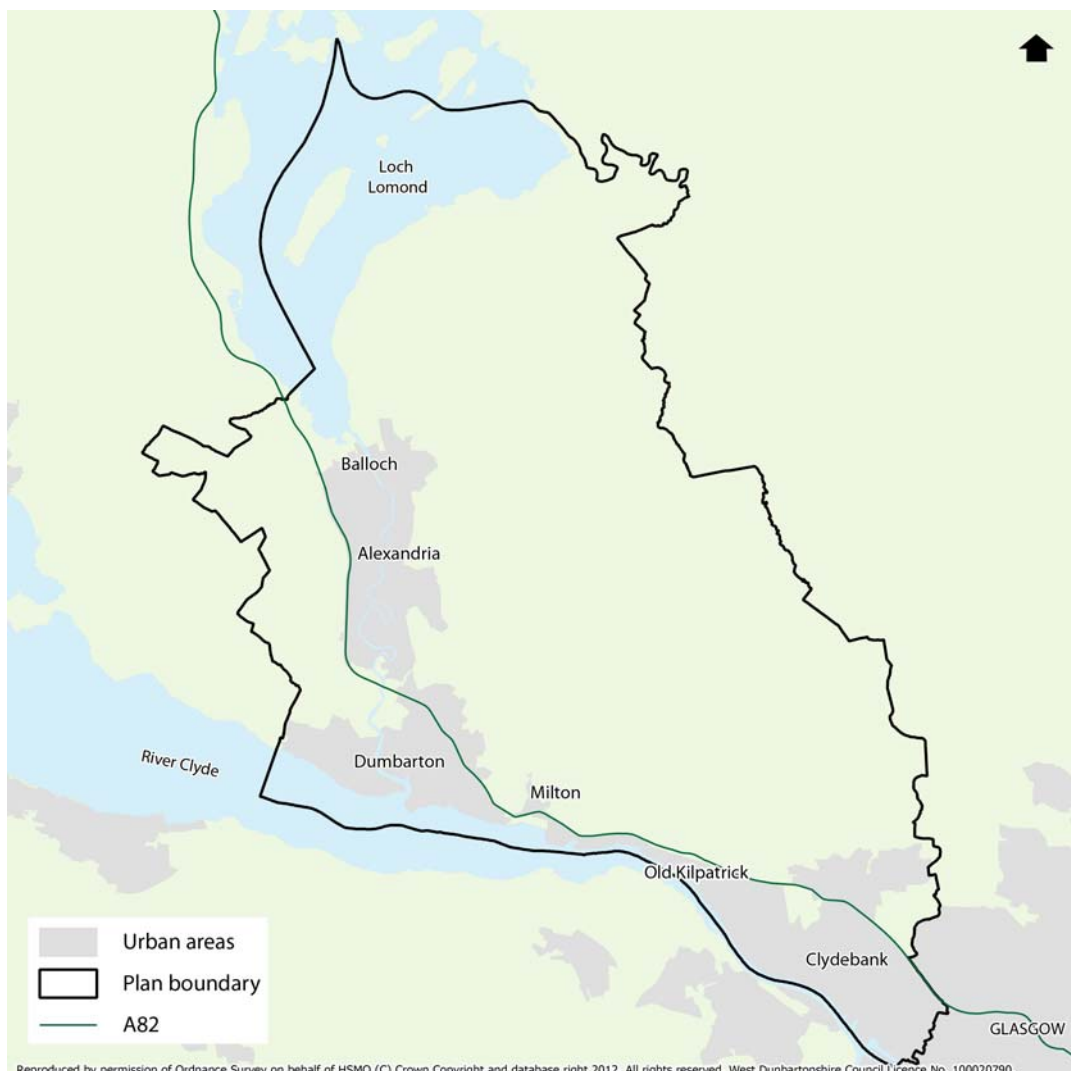 Loch
Lomond
Balloch
Alexandria
River Clyde
Dumbarton
Milton
Old Kilpatrick
Clydebank
GLASGOW
Urban areas
Plan boundary
A82
Reproduced by permission of Ordnance Survey on behalf of HSMO (C) Crown Copyright and database right 2012. All rights reserved. West Dunbartonshire Council Licence No. 100020790